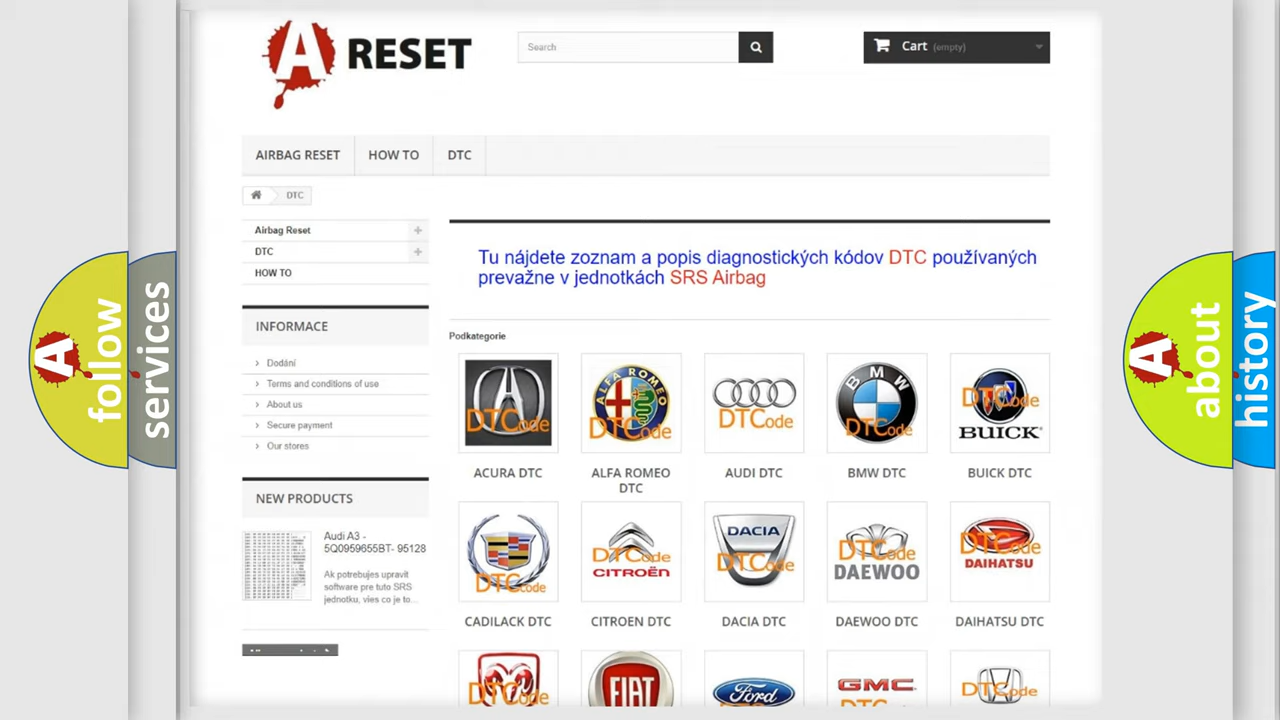 A RESET
Search
Cart (empty)
AIRBAG RESET
HOW TO
DTC
DTC
Airbag Reset
DTC
HOW TO
Tu nájdete zoznam a popis diagnostických kódov DTC používaných
prevažne v jednotkách SRS Airbag
INFORMACE
Dodání
Terms and conditions of use
About us
Secure payment
Our stores
NEW PRODUCTS
Audi A3 -
5Q0959655BT- 95128
Ak potrebujes upravit
software pre tuto SRS
jednotku, vies co je to...
Podkategorie
DTCode
ALFA ROMEO
DTCode
DTCode
BMW
DTCode
DTCode
BUICK
ACURA DTC
ALFA ROMEO
DTC
AUDI DTC
BMW DTC
BUICK DTC
DTCode
DTCode
CITROËN
DACIA
DTCode
DTCode
DAEWOO
DTCode
DAIHATSU
CADILACK DTC
CITROEN DTC
DACIA DTC
DAEWOO DTC
DAIHATSU DTC
DTCode
FIAT
Ford
GMC
DTCode
A follow
services
A about
history